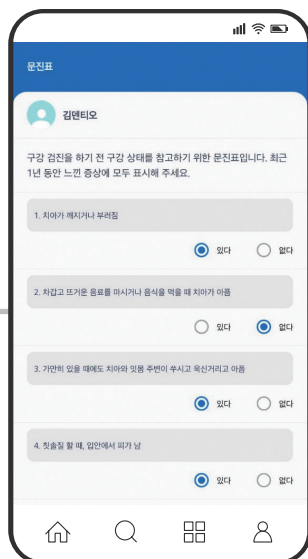 문진표
김덴티오
구강 검진을 하기 전 구강 상태를 참고하기 위한 문진표입니다. 최근
1년 동안 느낀 증상에 모두 표시해 주세요.
1. 치아가 깨지거나 부러짐
있다 없다
2. 차갑고 뜨거운 음료를 마시거나 음식을 먹을 때 치아가 아픔
있다 없다
3. 가만히 있을 때에도 치아와 잇몸 주변이 쑤시고 욱신거리고 아픔
있다 없다
4. 칫솔질 할 때, 입안에서 피가 남
있다 없다